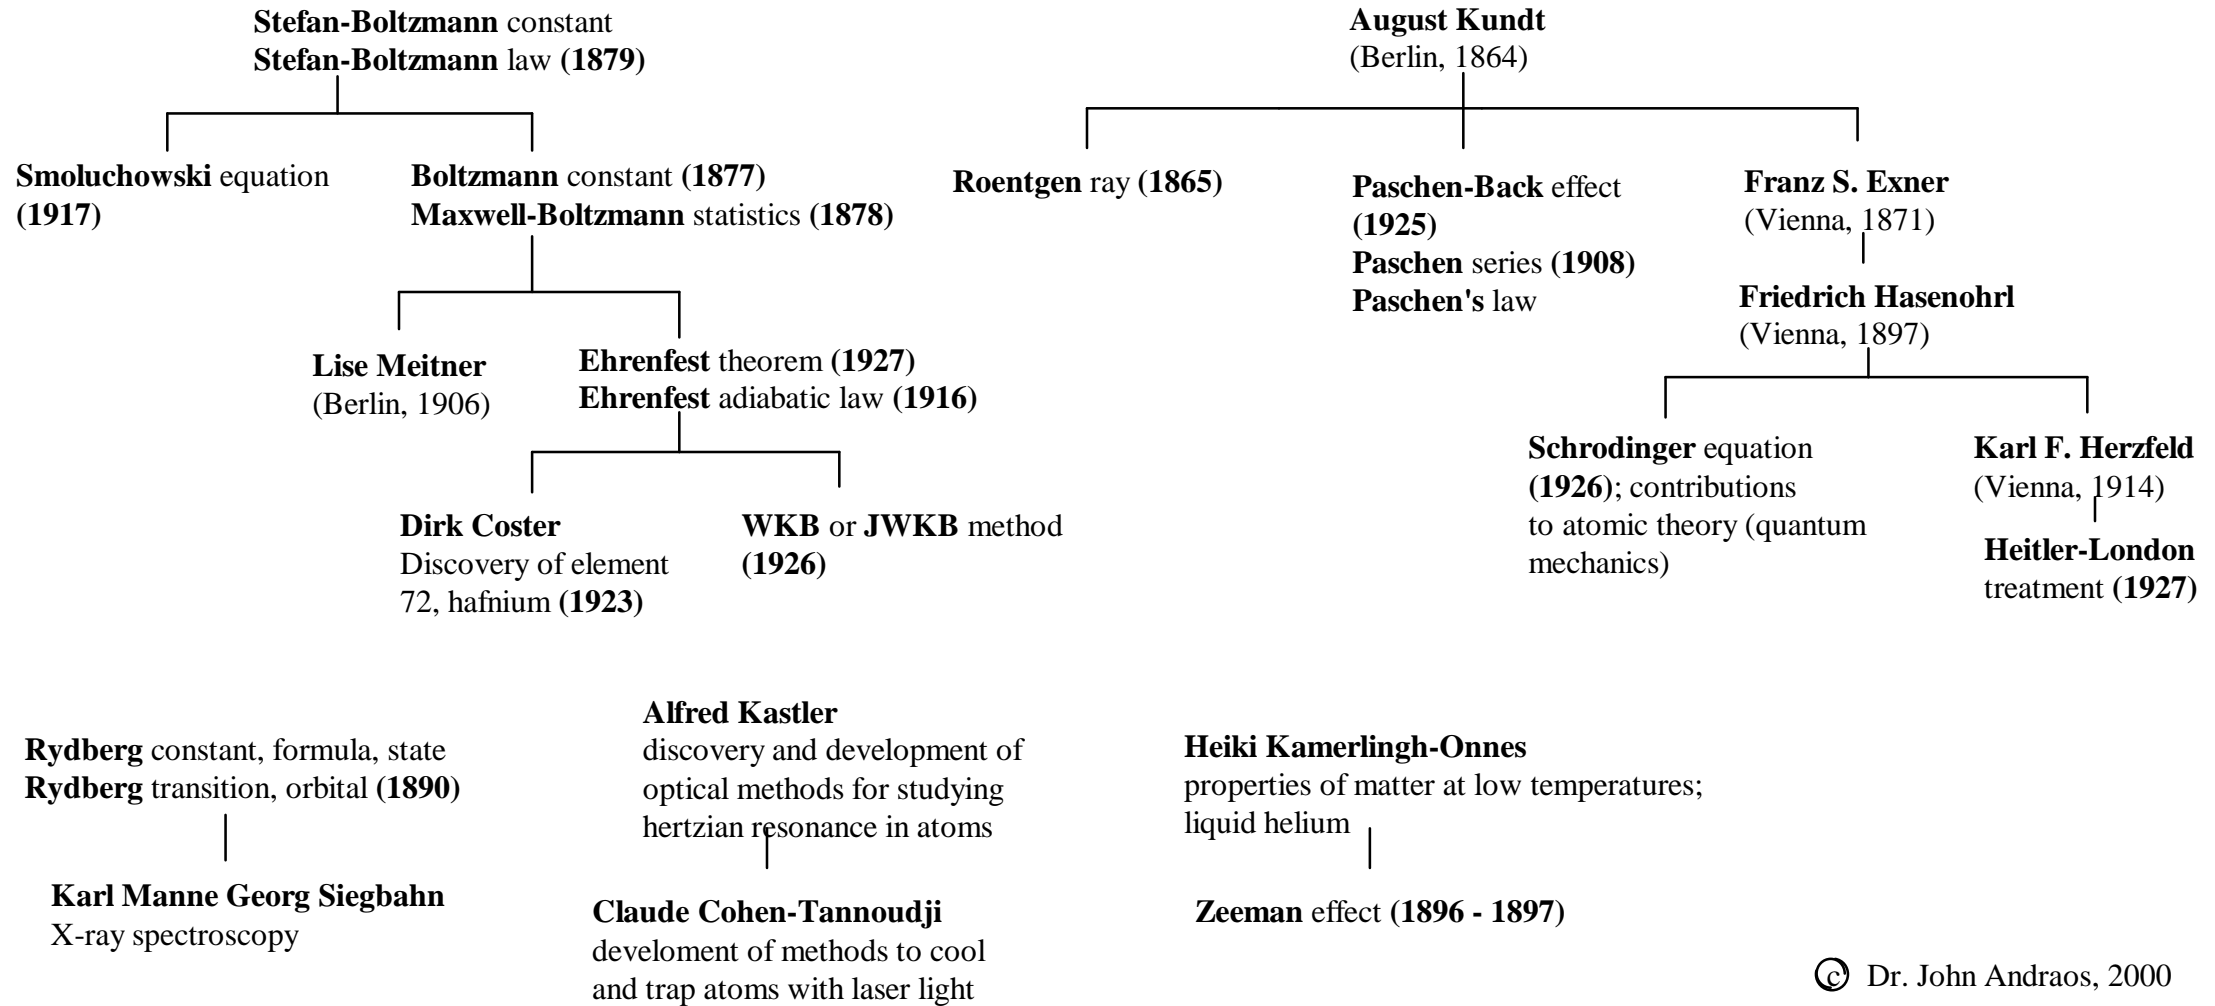 Stefan-Boltzmann constant
Stefan-Boltzmann law (1879)
August Kundt
(Berlin, 1864)
Smoluchowski equation
(1917)
Boltzmann constant (1877)
Maxwell-Boltzmann statistics (1878)
Roentgen ray (1865)
Paschen-Back effect
(1925)
Paschen series (1908)
Paschen's law
Franz S. Exner
(Vienna, 1871)
Friedrich Hasenohrl
(Vienna, 1897)
Lise Meitner
(Berlin, 1906)
Ehrenfest theorem (1927)
Ehrenfest adiabatic law (1916)
Schrodinger equation
(1926); contributions
to atomic theory (quantum
mechanics)
Karl F. Herzfeld
(Vienna, 1914)
Heitler-London
treatment (1927)
Dirk Coster
Discovery of element
72, hafnium (1923)
WKB or JWKB method
(1926)
Rydberg constant, formula, state
Rydberg transition, orbital (1890)
Karl Manne Georg Siegbahn
X-ray spectroscopy
Alfred Kastler
discovery and development of
optical methods for studying
hertzian resonance in atoms
Claude Cohen-Tannoudji
develoment of methods to cool
and trap atoms with laser light
Heiki Kamerlingh-Onnes
properties of matter at low temperatures;
liquid helium
Zeeman effect (1896 - 1897)
© Dr. John Andraos, 2000